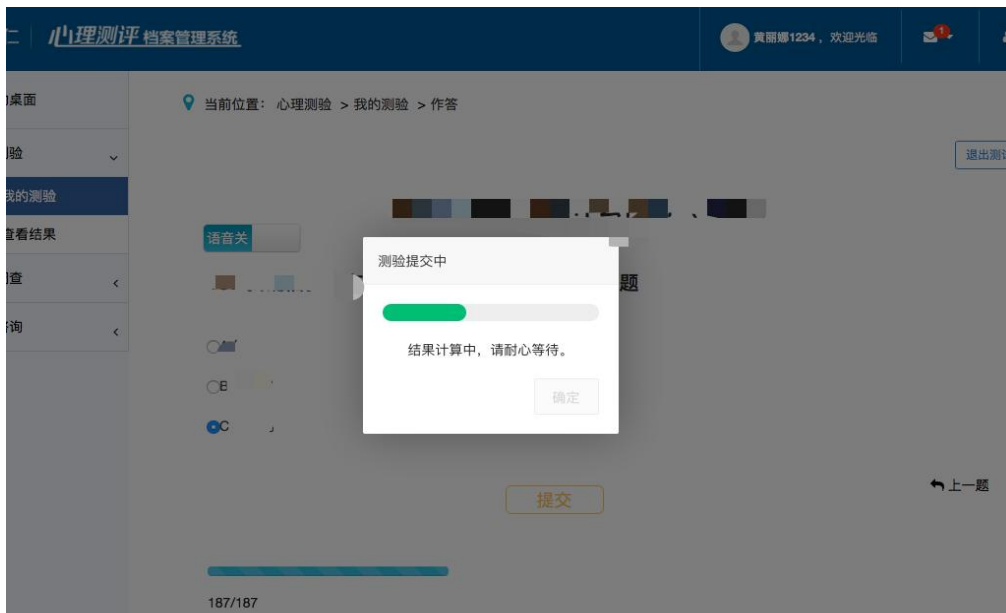 仁 心理测评 档案管理系统 黄丽娜1234，欢迎光临 1
桌面
当前位置： 心理测验 > 我的测验 > 作答
验
退出测
我的测验
语音关
查看结果
测验提交中
查
题
询
结果计算中，请耐心等待。
B
确定
C
上一题
提交
187/187